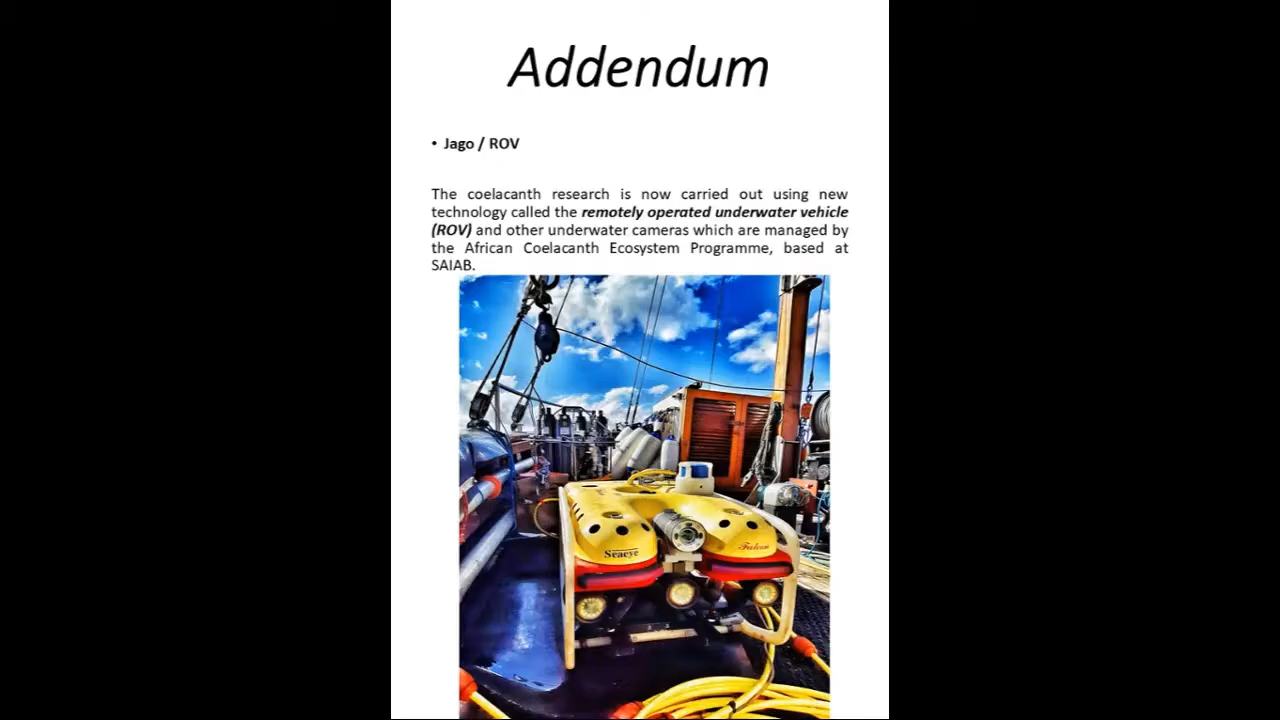 Addendum
• Jago / ROV
The coelacanth research is now carried out using new
technology called the remotely operated underwater vehicle
(ROV) and other underwater cameras which are managed by
the African Coelacanth Ecosystem Programme, based at
SAIAB.
Seaeye
Falcon